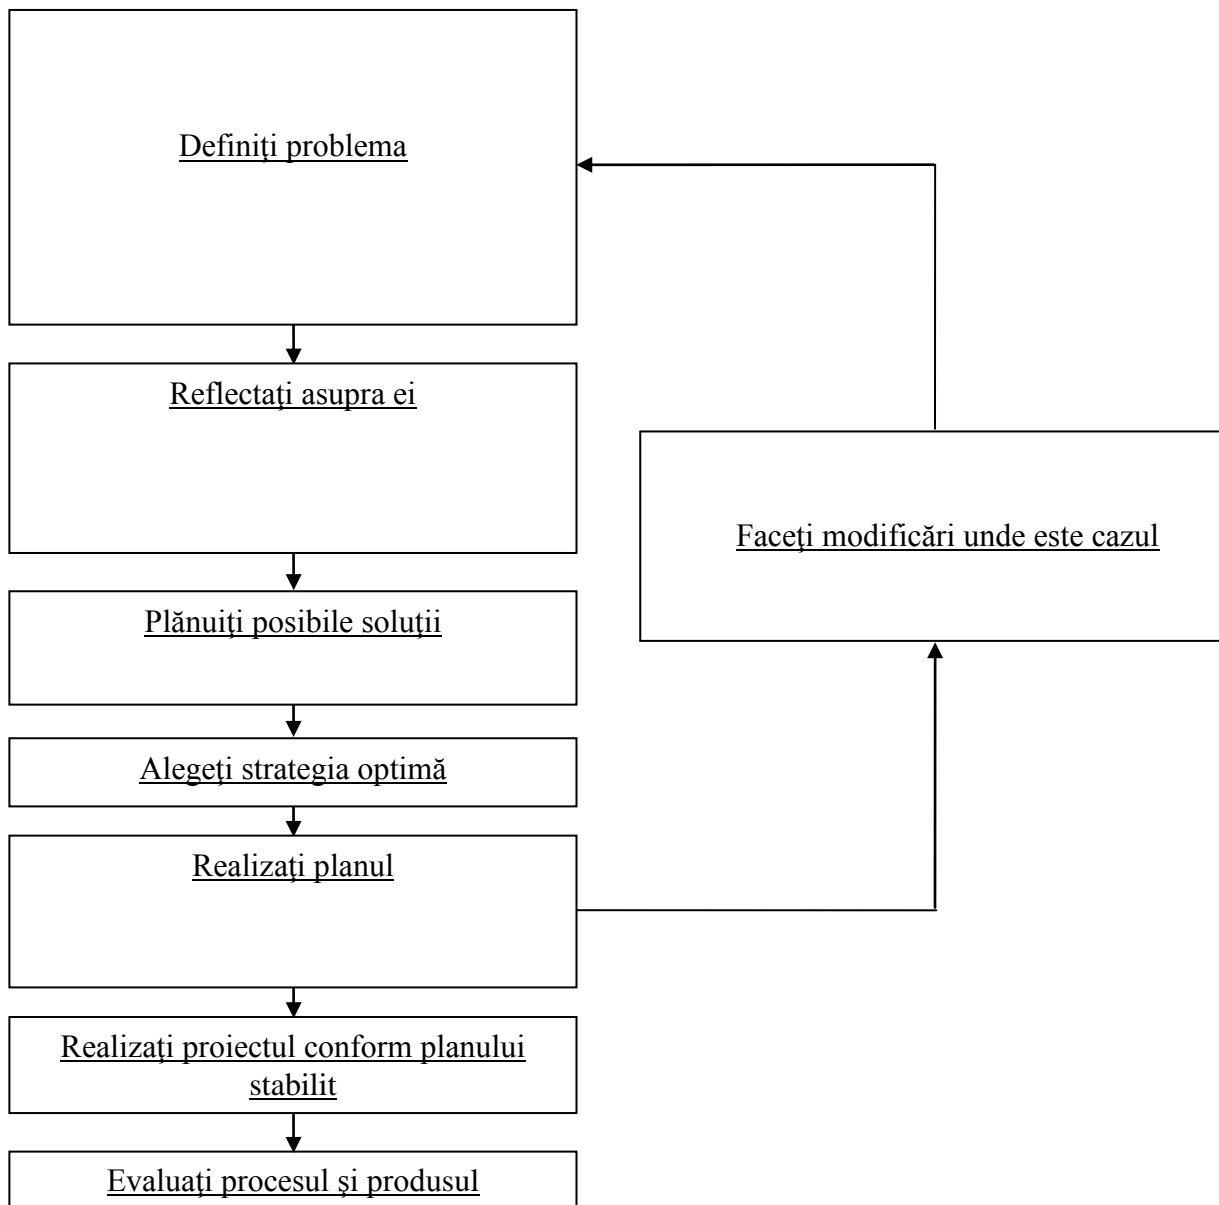 Definiţi problema
Reflectaţi asupra ei
Faceţi modificări unde este cazul
Plănuiţi posibile soluţii
Alegeţi strategia optimă
Realizaţi planul
Realizaţi proiectul conform planului
stabilit
Evaluaţi procesul şi produsul